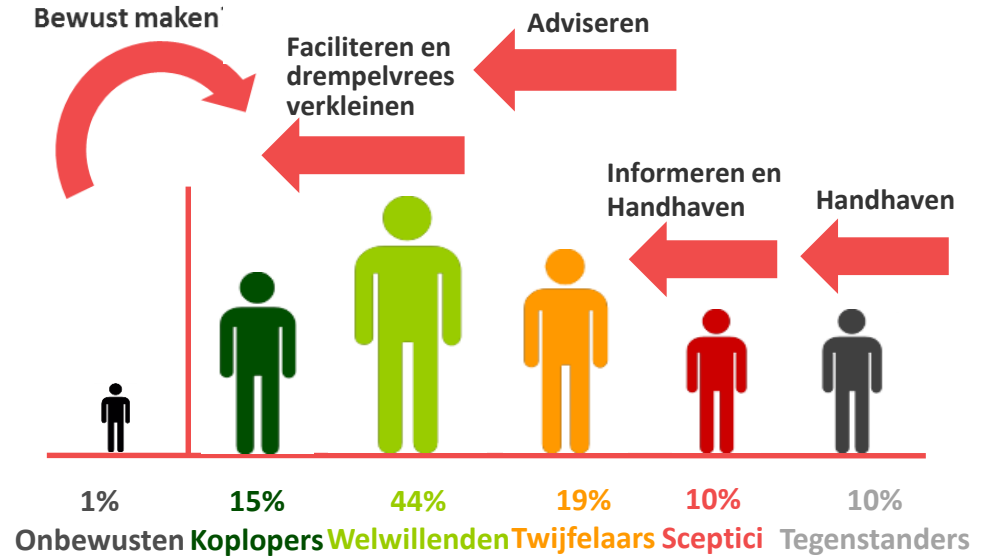 Bewust maken
Faciliteren en
drempelvrees
verkleinen
Adviseren
Informeren en
Handhaven
Handhaven
1%
15%
44%
19%
10%
10%
Onbewusten
Koplopers
Welwillenden
Twijfelaars
Sceptici
Tegenstanders